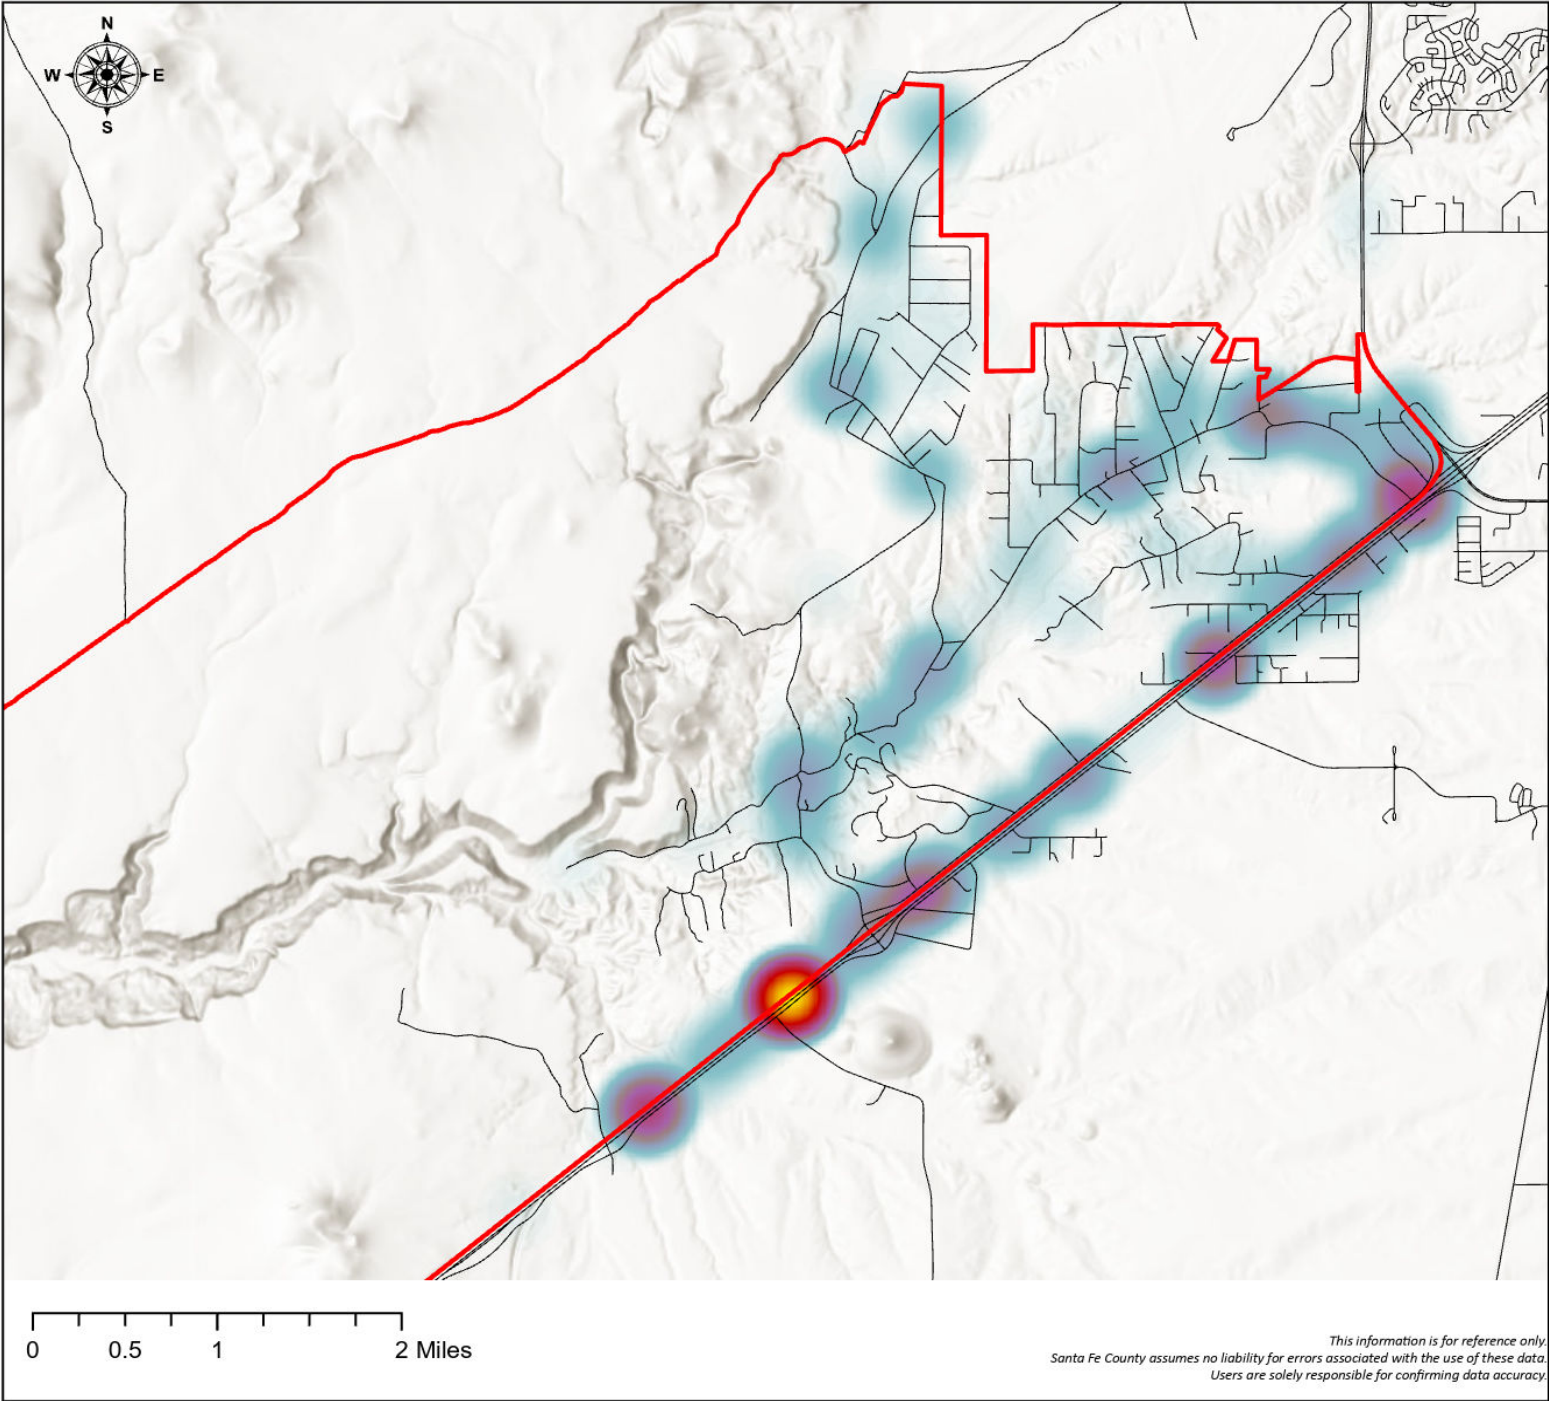 N
W E
S
0 0.5 1 2 Miles
This information is for reference only.
Santa Fe County assumes no liability for errors associated with the use of these data.
Users are solely responsible for confirming data accuracy.